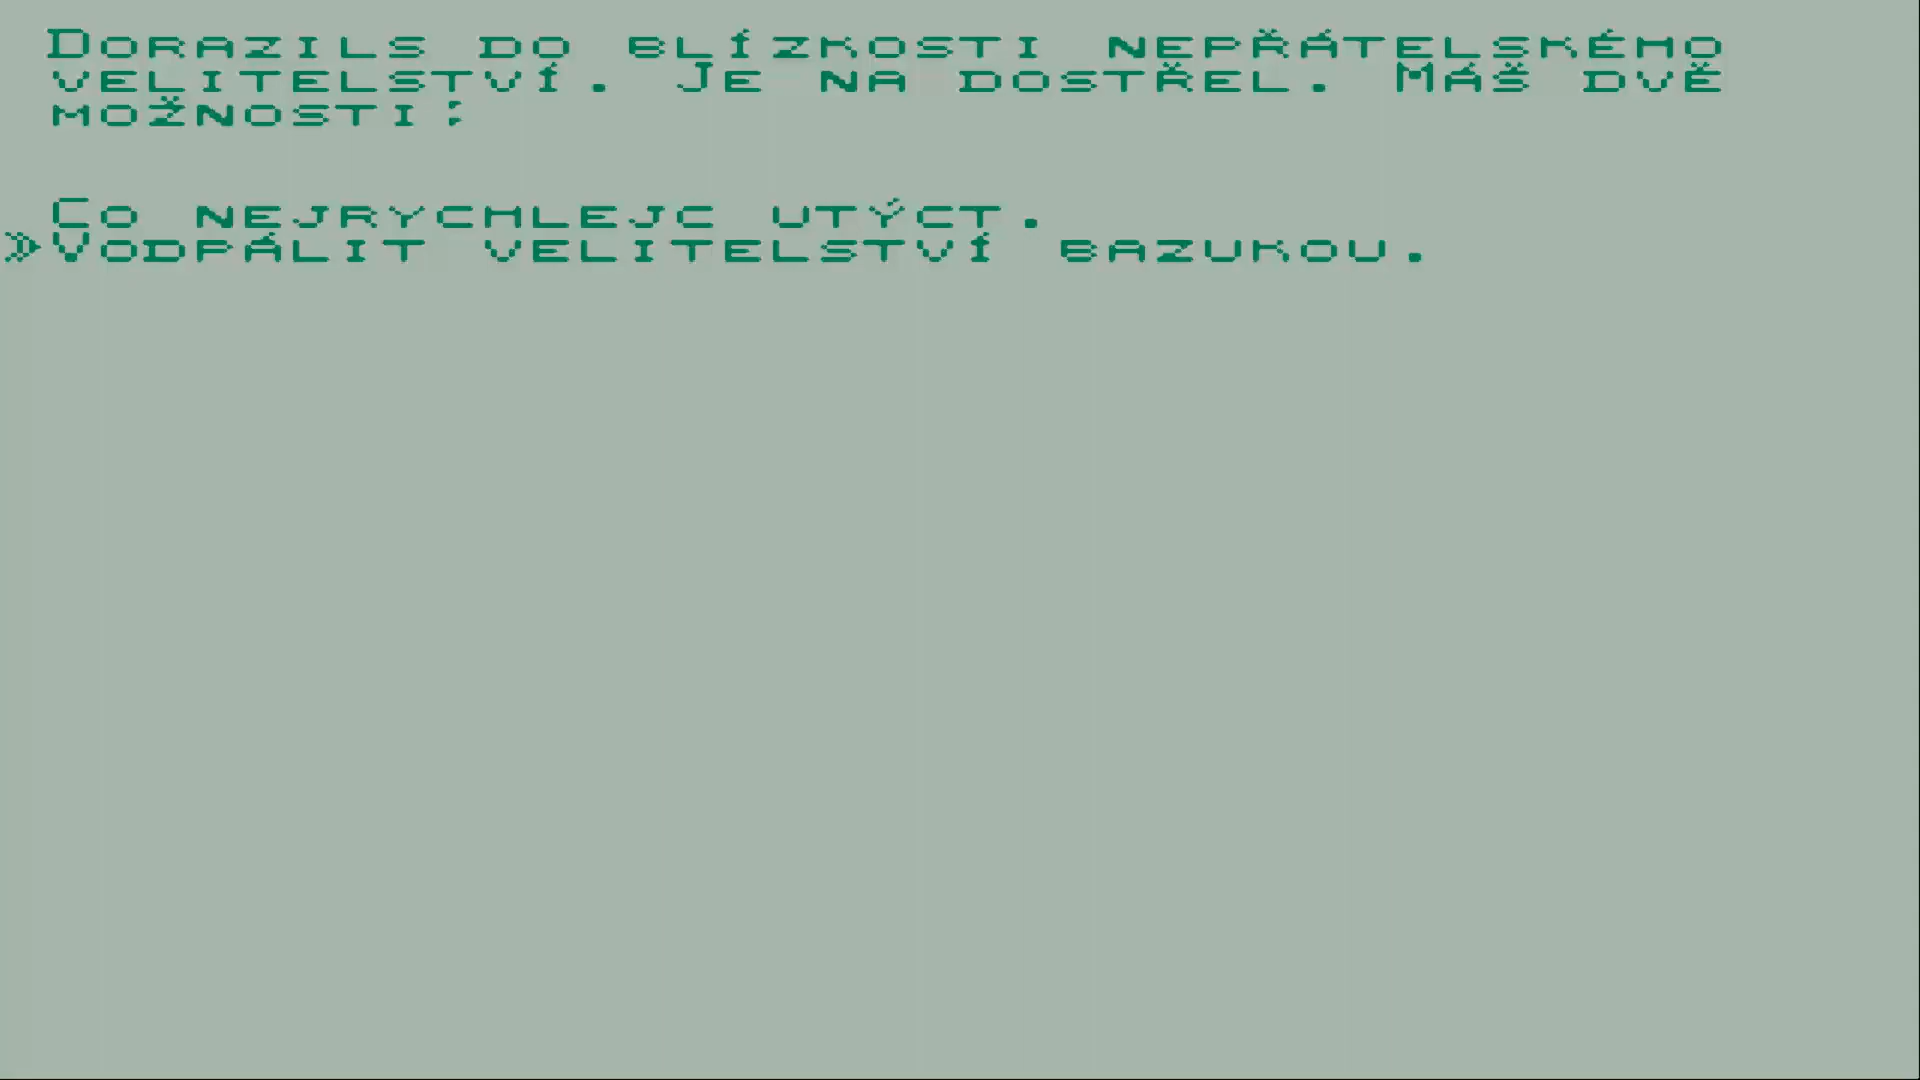 Dorazils do blízkosti nepřátelského
velitelství. Je na dostřel. Máš dvě
možnosti:
Co nejrychlejc utýct.
»Vodpálit velitelství bazukou.